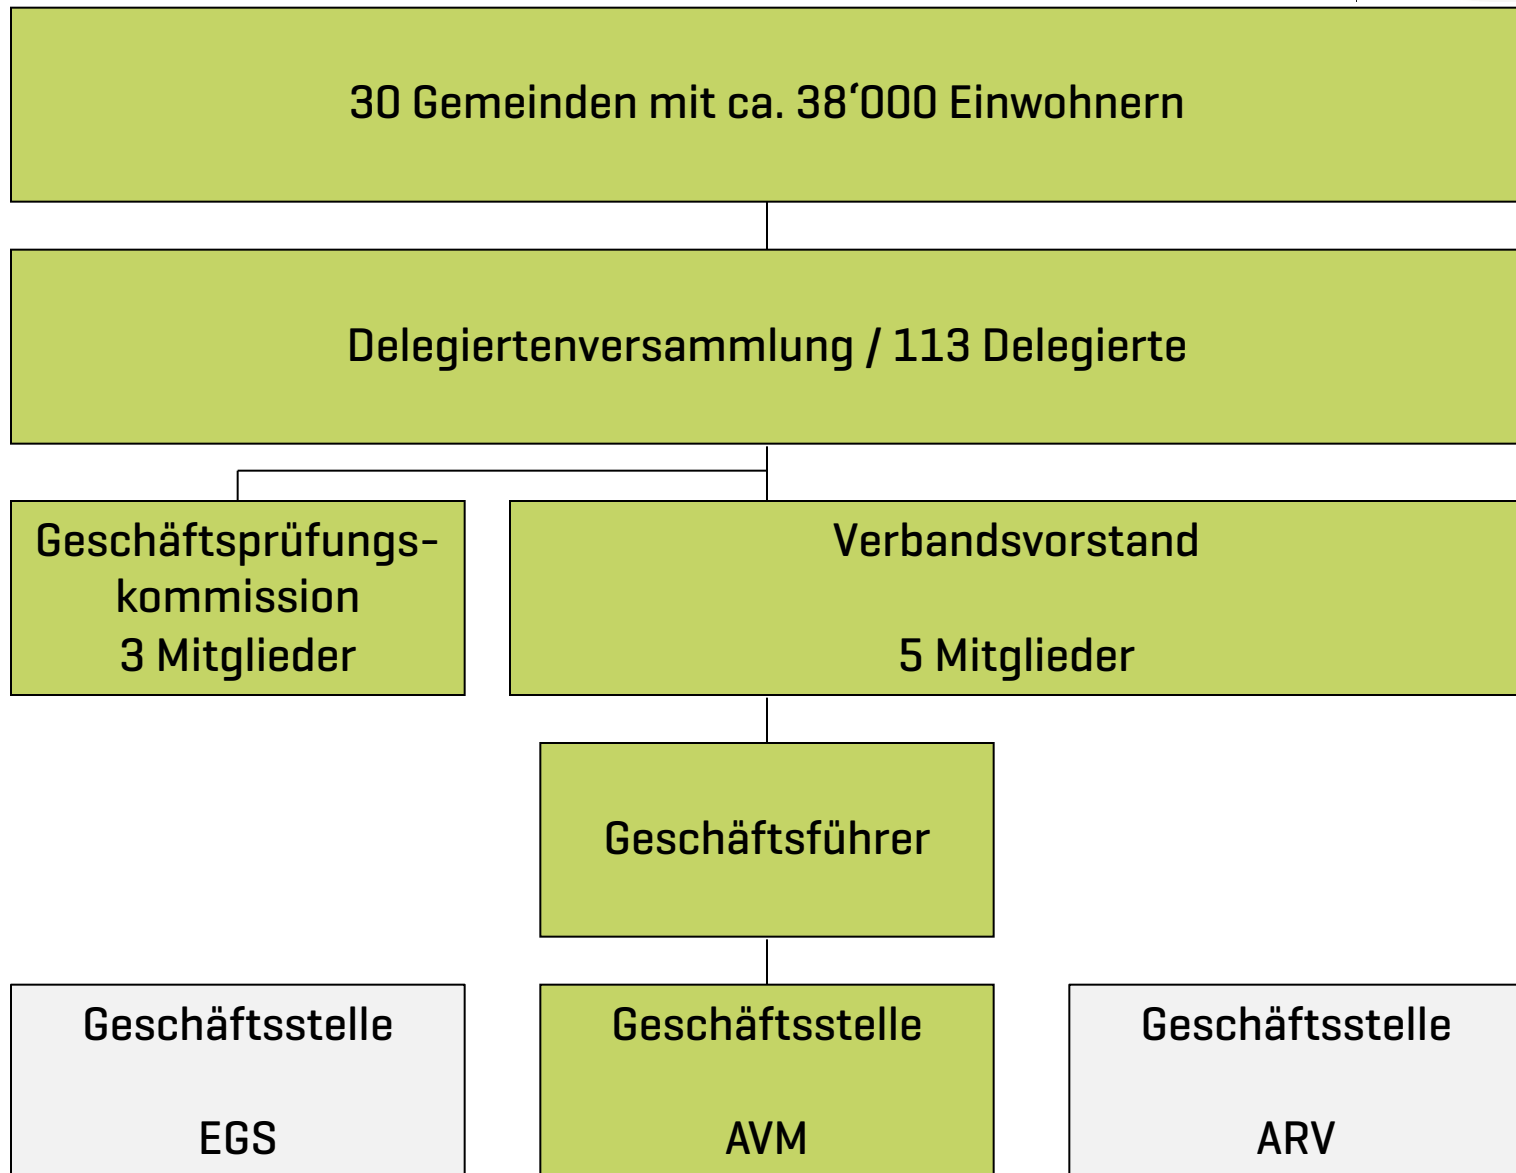 30 Gemeinden mit ca. 38‘000 Einwohnern
Delegiertenversammlung / 113 Delegierte
Geschäftsprüfungs-
kommission
3 Mitglieder
Verbandsvorstand
5 Mitglieder
Geschäftsführer
Geschäftsstelle
EGS
Geschäftsstelle
AVM
Geschäftsstelle
ARV